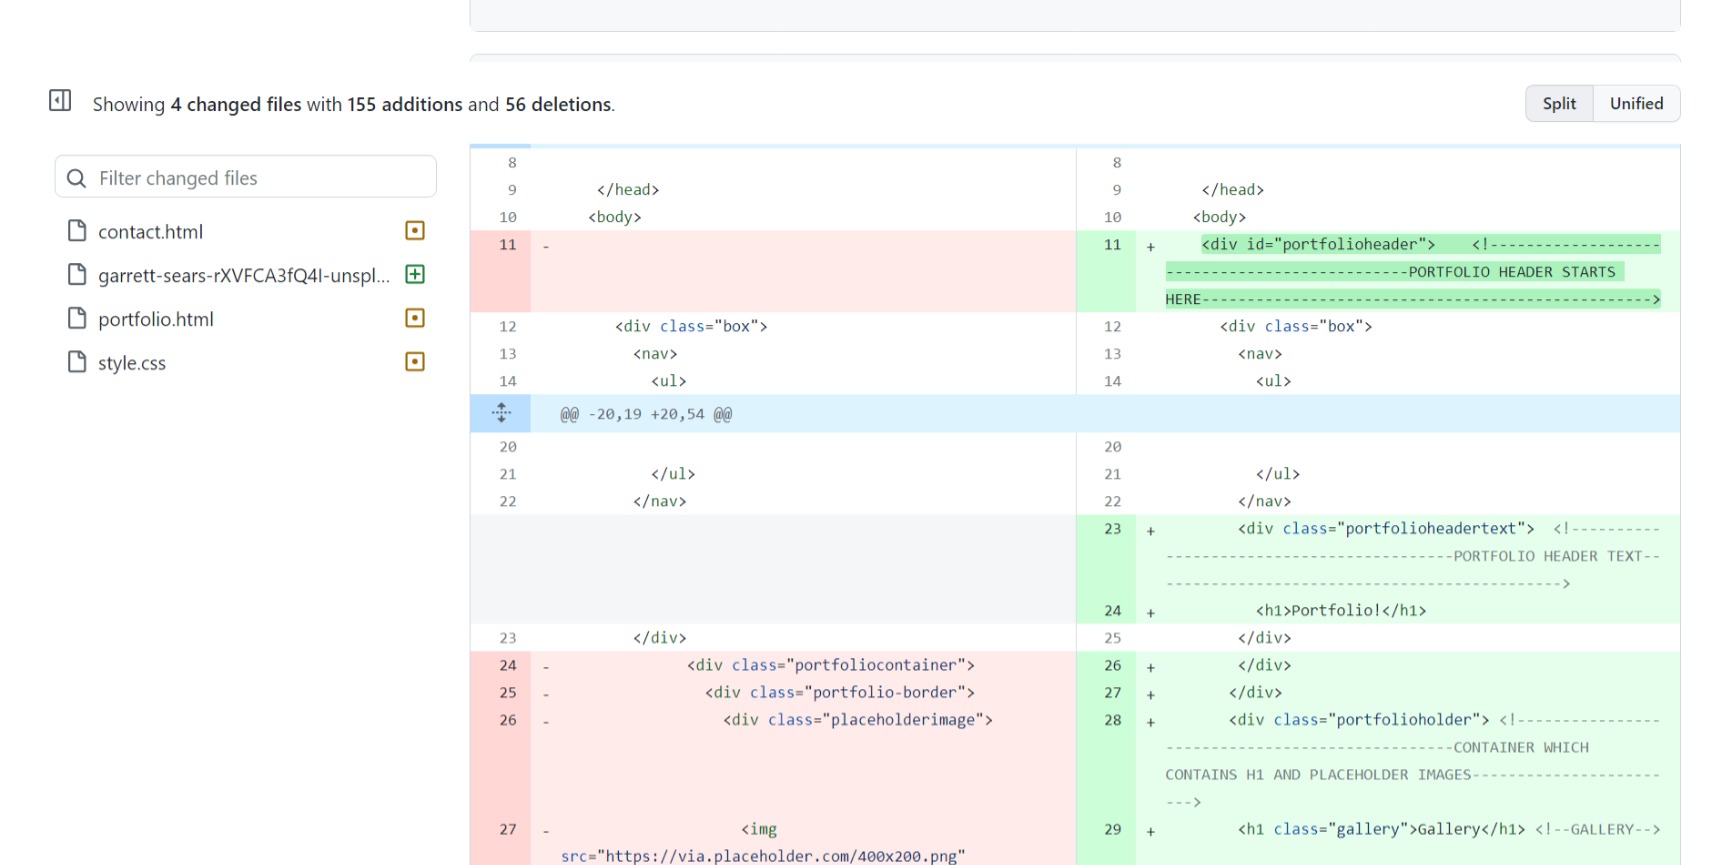 Showing 4 changed files with 155 additions and 56 deletions.
Split Unified
Filter changed files
contact.html
garrett-sears-rXVFCA3fQ4I-unspl...
portfolio.html
style.css
8 8
9 </head> 9 </head>
10 <body> 10 <body>
11 - 11 + <div id="portfolioheader"> <!-------------------
---------------------------PORTFOLIO HEADER STARTS
HERE-------------------------------------------------->
12 <div class="box"> 12 <div class="box">
13 <nav> 13 <nav>
14 <ul> 14 <ul>
@@ -20,19 +20,54 @@
20 20
21 </ul> 21 </ul>
22 </nav> 22 </nav>
23 + <div class="portfolioheadertext"> <!----------
--------------------------------PORTFOLIO HEADER TEXT--
-------------------------------------------->
24 + <h1>Portfolio!</h1>
23 </div> 25 </div>
24 - <div class="portfoliocontainer"> 26 + </div>
25 - <div class="portfolio-border"> 27 + </div>
26 - <div class="placeholderimage"> 28 + <div class="portfolioholder"> <!----------------
--------------------------------CONTAINER WHICH
CONTAINS H1 AND PLACEHOLDER IMAGES---------------------
--->
27 - <img 29 + <h1 class="gallery">Gallery</h1> <!--GALLERY-->
src="https://via.placeholder.com/400x200.png"